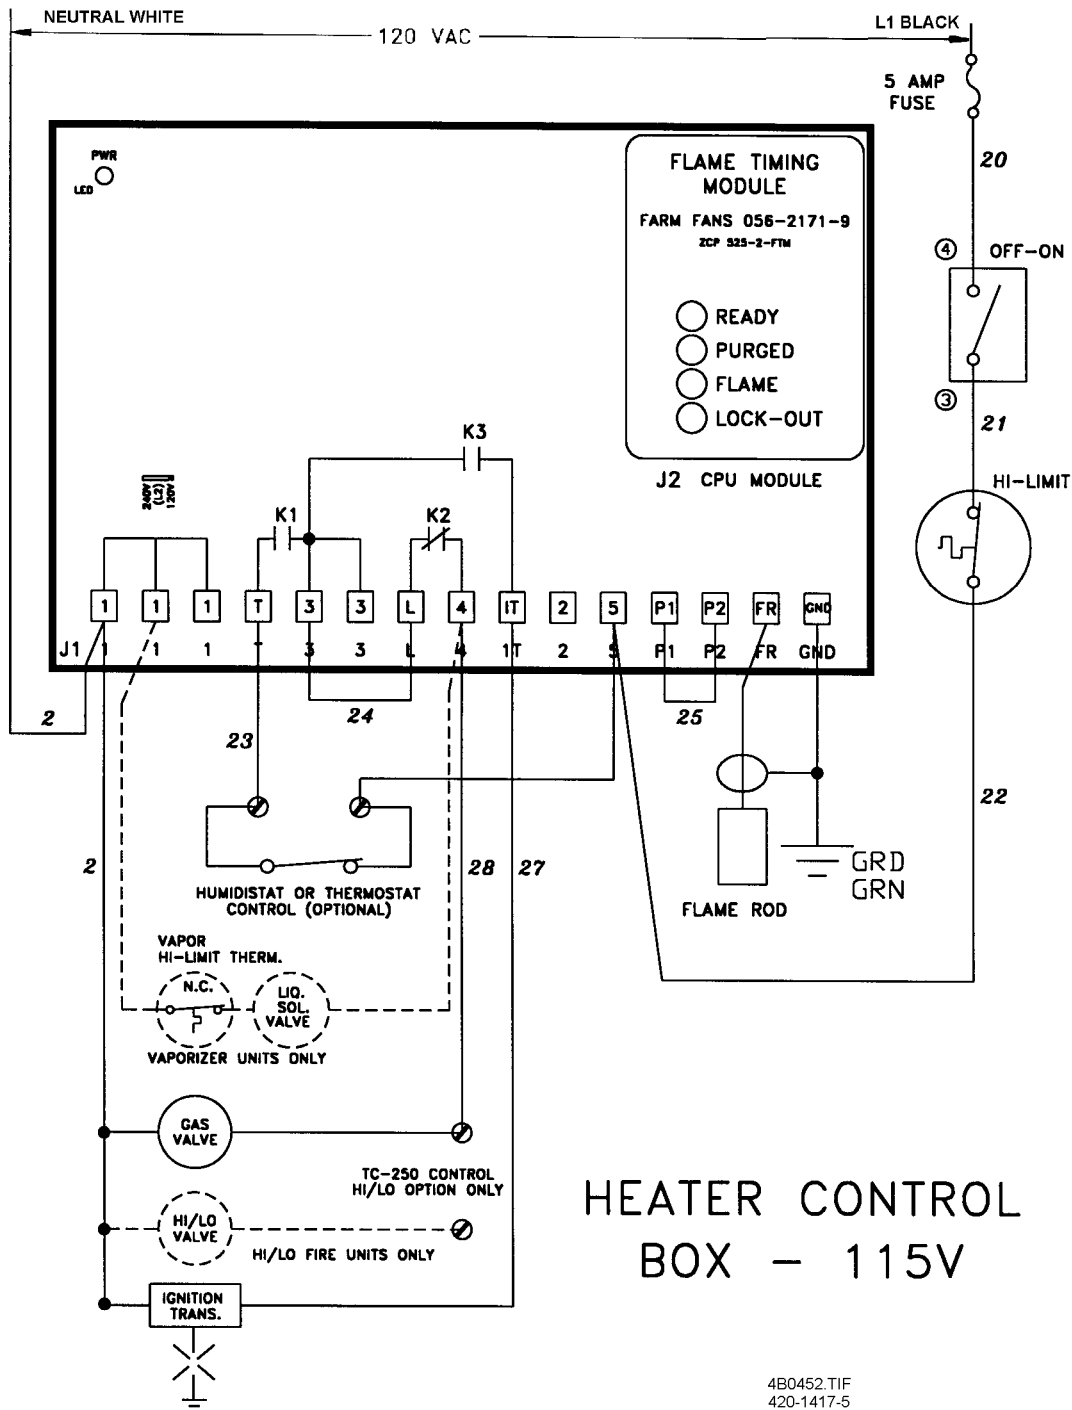 NEUTRAL WHITE
L1 BLACK
120 VAC
5 AMP
FUSE
20
PWR
LED
FLAME TIMING
MODULE
FARM FANS 056-2171-9
ZCP 525-2-FTM
4
OFF-ON
READY
PURGED
FLAME
LOCK-OUT
3
21
K3
J2 CPU MODULE
HI-LIMIT
240V
(L2)
120V
K1
K2
1 1 1 T 3 3 L 4 IT 2 5 P1 P2 FR GND
J1 1 1 1 T 3 3 L 4 1T 2 5 P1 P2 FR GND
2
24
25
23
22
2
28
27
GRD
GRN
HUMIDISTAT OR THERMOSTAT
CONTROL (OPTIONAL)
FLAME ROD
VAPOR
HI-LIMIT THERM.
N.C.
LIQ.
SOL.
VALVE
VAPORIZER UNITS ONLY
GAS
VALVE
TC-250 CONTROL
HI/LO OPTION ONLY
HI/LO
VALVE
HI/LO FIRE UNITS ONLY
HEATER CONTROL
BOX - 115V
IGNITION
TRANS.
4B0452.TIF
420-1417-5